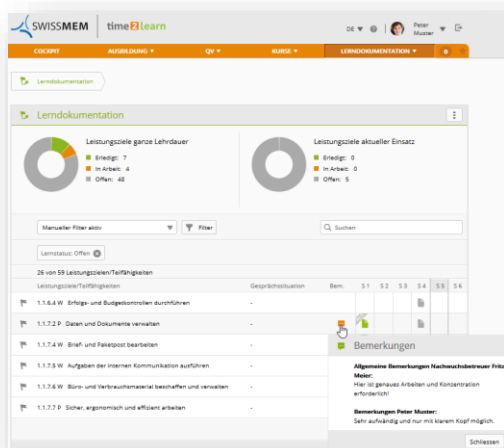 SWISSMEM time2learn
DE Peter Muster
COCKPIT AUSBILDUNG QV KURSE LERNDOKUMENTATION
Lerndokumentation
Lerndokumentation
Leistungsziele ganze Lehrdauer Leistungsziele aktueller Einsatz
Erledigt: 7 Erledigt: 0
In Arbeit: 4 In Arbeit: 0
Offen: 48 Offen: 5
Manueller Filter aktiv Filter Suchen
Lernstatus: Offen
26 von 59 Leistungszielen/Teilfähigkeiten
Leistungsziele/Teilfähigkeiten Gesprächssituation Bem. S 1 S 2 S 3 S 4 S 5 S 6
1.1.6.4 W Erfolgs- und Budgetkontrollen durchführen -
1.1.7.2 P Daten und Dokumente verwalten -
1.1.7.4 W Brief- und Paketpost bearbeiten -
1.1.7.5 W Aufgaben der internen Kommunikation ausführen -
1.1.7.6 W Büro- und Verbrauchsmaterial beschaffen und verwalten -
1.1.7.7 P Sicher, ergonomisch und effizient arbeiten -
Bemerkungen
Allgemeine Bemerkungen Nachwuchsbetreuer Fritz
Meier:
Hier ist genaues Arbeiten und Konzentration
erforderlich!
Bemerkungen Peter Muster:
Sehr aufwändig und nur mit klarem Kopf möglich.
Schliessen